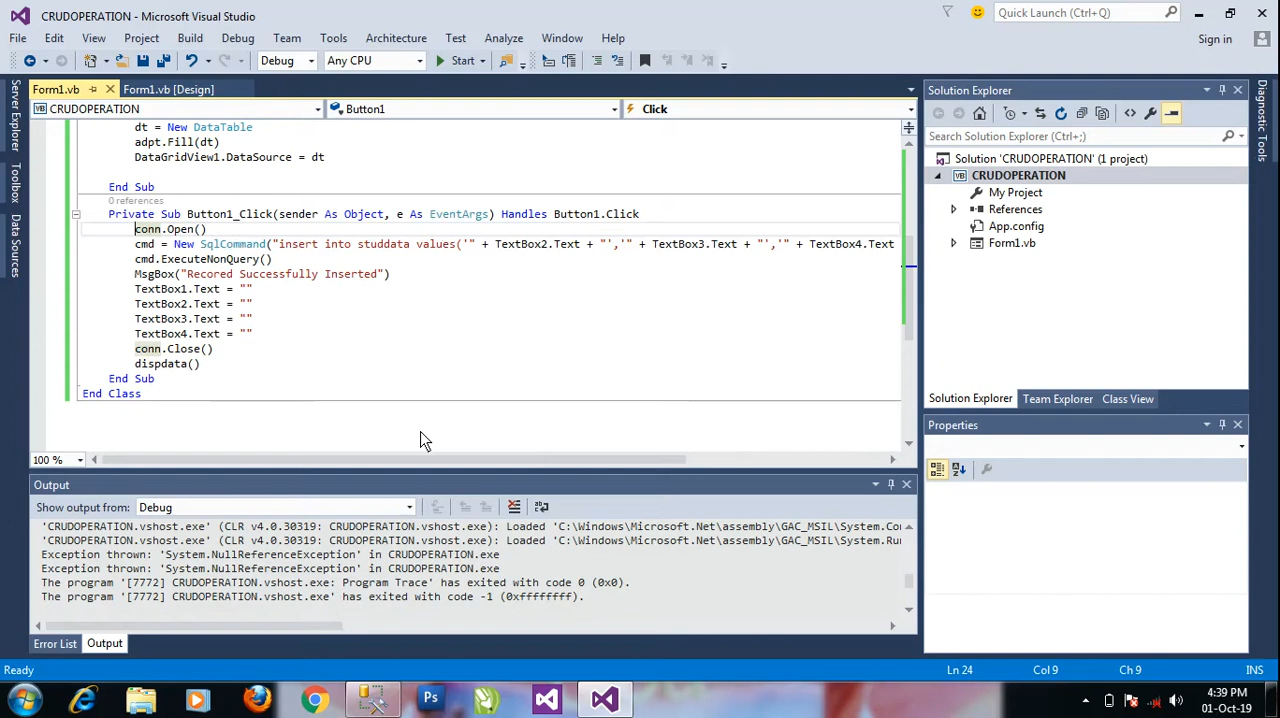 CRUDOPERATION - Microsoft Visual Studio
Quick Launch (Ctrl+Q)
File Edit View Project Build Debug Team Tools Architecture Test Analyze Window Help
Sign in
Debug Any CPU Start
Server Explorer
Toolbox
Data Sources
Form1.vb Form1.vb [Design]
CRUDOPERATION Button1 Click
dt = New DataTable
adpt.Fill(dt)
DataGridView1.DataSource = dt
End Sub
0 references
Private Sub Button1_Click(sender As Object, e As EventArgs) Handles Button1.Click
conn.Open()
cmd = New SqlCommand("insert into studdata values('" + TextBox2.Text + "','" + TextBox3.Text + "','" + TextBox4.Text
cmd.ExecuteNonQuery()
MsgBox("Recored Successfully Inserted")
TextBox1.Text = ""
TextBox2.Text = ""
TextBox3.Text = ""
TextBox4.Text = ""
conn.Close()
dispdata()
End Sub
End Class
100 %
Output
Show output from: Debug
'CRUDOPERATION.vshost.exe' (CLR v4.0.30319: CRUDOPERATION.vshost.exe): Loaded 'C:\Windows\Microsoft.Net\assembly\GAC_MSIL\System.Co
'CRUDOPERATION.vshost.exe' (CLR v4.0.30319: CRUDOPERATION.vshost.exe): Loaded 'C:\Windows\Microsoft.Net\assembly\GAC_MSIL\System.Ru
Exception thrown: 'System.NullReferenceException' in CRUDOPERATION.exe
Exception thrown: 'System.NullReferenceException' in CRUDOPERATION.exe
The program '[7772] CRUDOPERATION.vshost.exe: Program Trace' has exited with code 0 (0x0).
The program '[7772] CRUDOPERATION.vshost.exe' has exited with code -1 (0xffffffff).
Error List Output
Solution Explorer
Search Solution Explorer (Ctrl+;)
Solution 'CRUDOPERATION' (1 project)
VB CRUDOPERATION
My Project
References
App.config
Form1.vb
Solution Explorer Team Explorer Class View
Properties
Diagnostic Tools
Ready Ln 24 Col 9 Ch 9 INS
Ps
4:39 PM
01-Oct-19